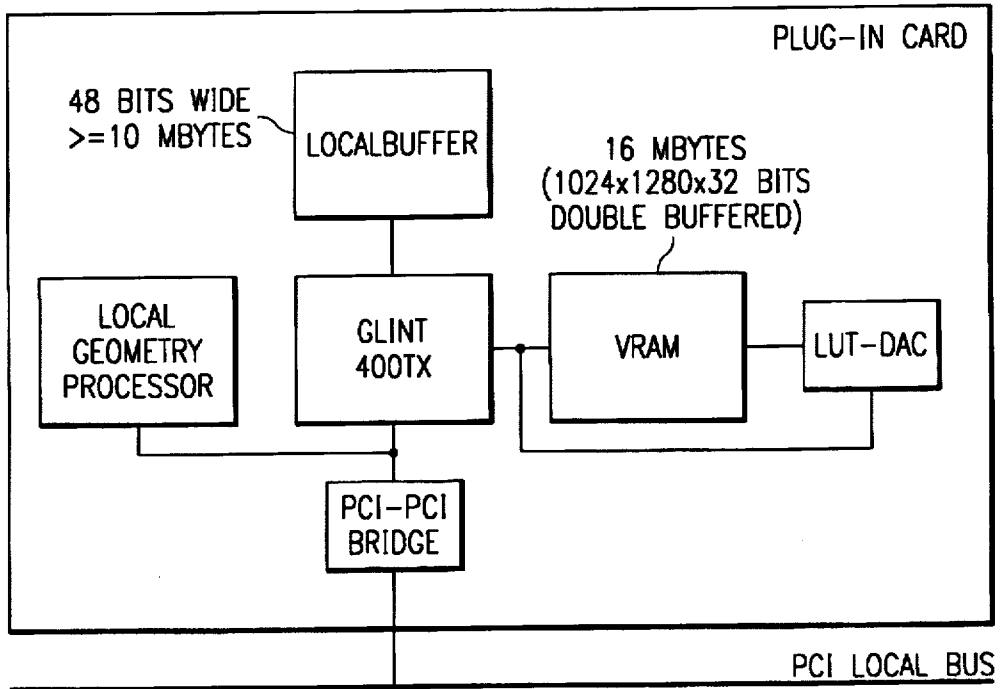 PLUG-IN CARD
48 BITS WIDE
>=10 MBYTES
LOCALBUFFER
16 MBYTES
(1024x1280x32 BITS
DOUBLE BUFFERED)
LOCAL
GEOMETRY
PROCESSOR
GLINT
400TX
VRAM
LUT-DAC
PCI-PCI
BRIDGE
PCI LOCAL BUS